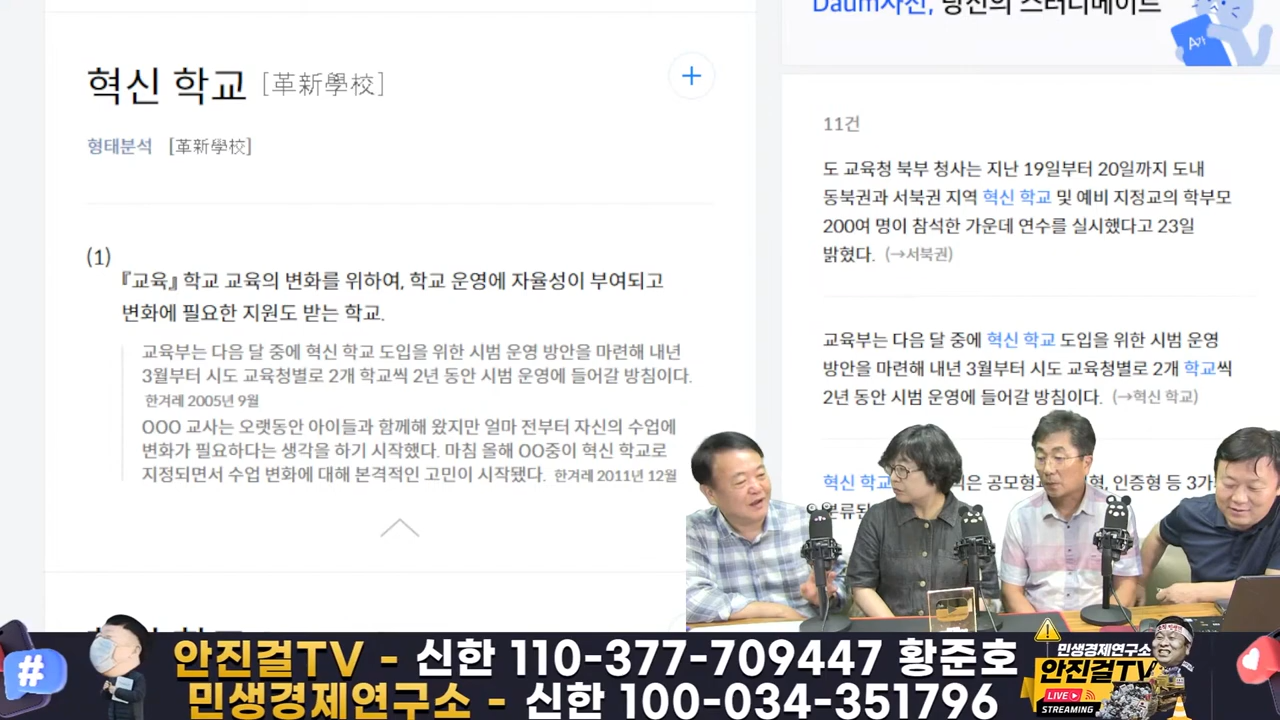 Daum사전, 당신의 스터디메이트
혁신 학교 [革新學校]
형태분석 [革新學校]
(1)
『교육』 학교 교육의 변화를 위하여, 학교 운영에 자율성이 부여되고
변화에 필요한 지원도 받는 학교.
교육부는 다음 달 중에 혁신 학교 도입을 위한 시범 운영 방안을 마련해 내년
3월부터 시도 교육청별로 2개 학교씩 2년 동안 시범 운영에 들어갈 방침이다.
한겨레 2005년 9월
OOO 교사는 오랫동안 아이들과 함께해 왔지만 얼마 전부터 자신의 수업에
변화가 필요하다는 생각을 하기 시작했다. 마침 올해 OO중이 혁신 학교로
지정되면서 수업 변화에 대해 본격적인 고민이 시작됐다. 한겨레 2011년 12월
11건
도 교육청 북부 청사는 지난 19일부터 20일까지 도내
동북권과 서북권 지역 혁신 학교 및 예비 지정교의 학부모
200여 명이 참석한 가운데 연수를 실시했다고 23일
밝혔다. (→서북권)
교육부는 다음 달 중에 혁신 학교 도입을 위한 시범 운영
방안을 마련해 내년 3월부터 시도 교육청별로 2개 학교씩
2년 동안 시범 운영에 들어갈 방침이다. (→혁신 학교)
혁신 학교 은 공모형 인증형 등 3가
#
안진걸TV - 신한 110-377-709447 황준호
민생경제연구소 - 신한 100-034-351796
민생경제연구소
안진걸TV
LIVE
STREAMING